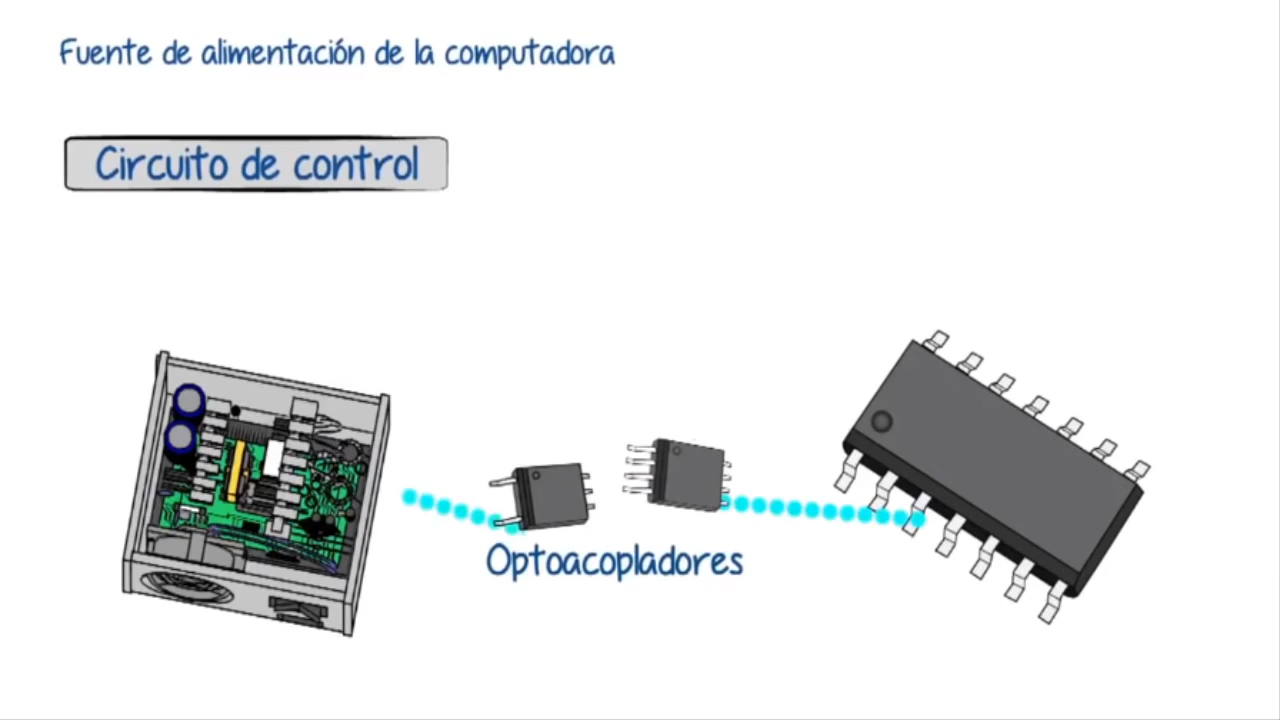 Fuente de alimentación de la computadora
Circuito de control
Optoacopladores